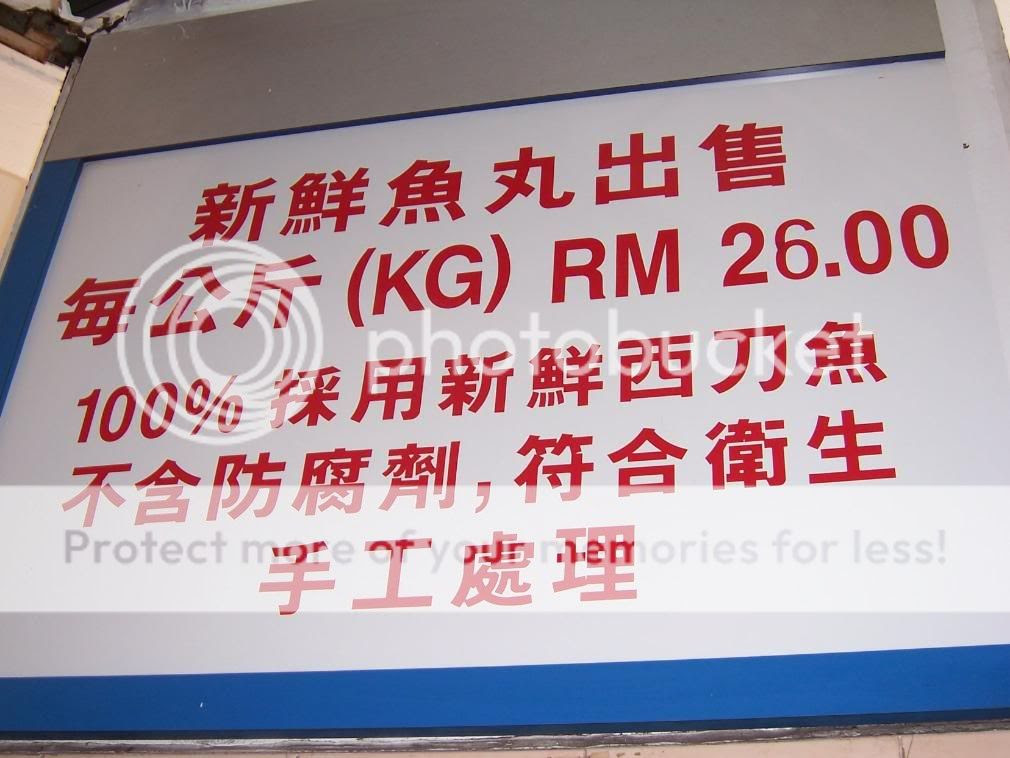 新鮮魚丸出售
每公斤 (KG) RM 26.00
photobucket
100% 採用新鮮西刀魚
不含防腐劑, 符合衛生
Protect more of your memories for less!
手工處理